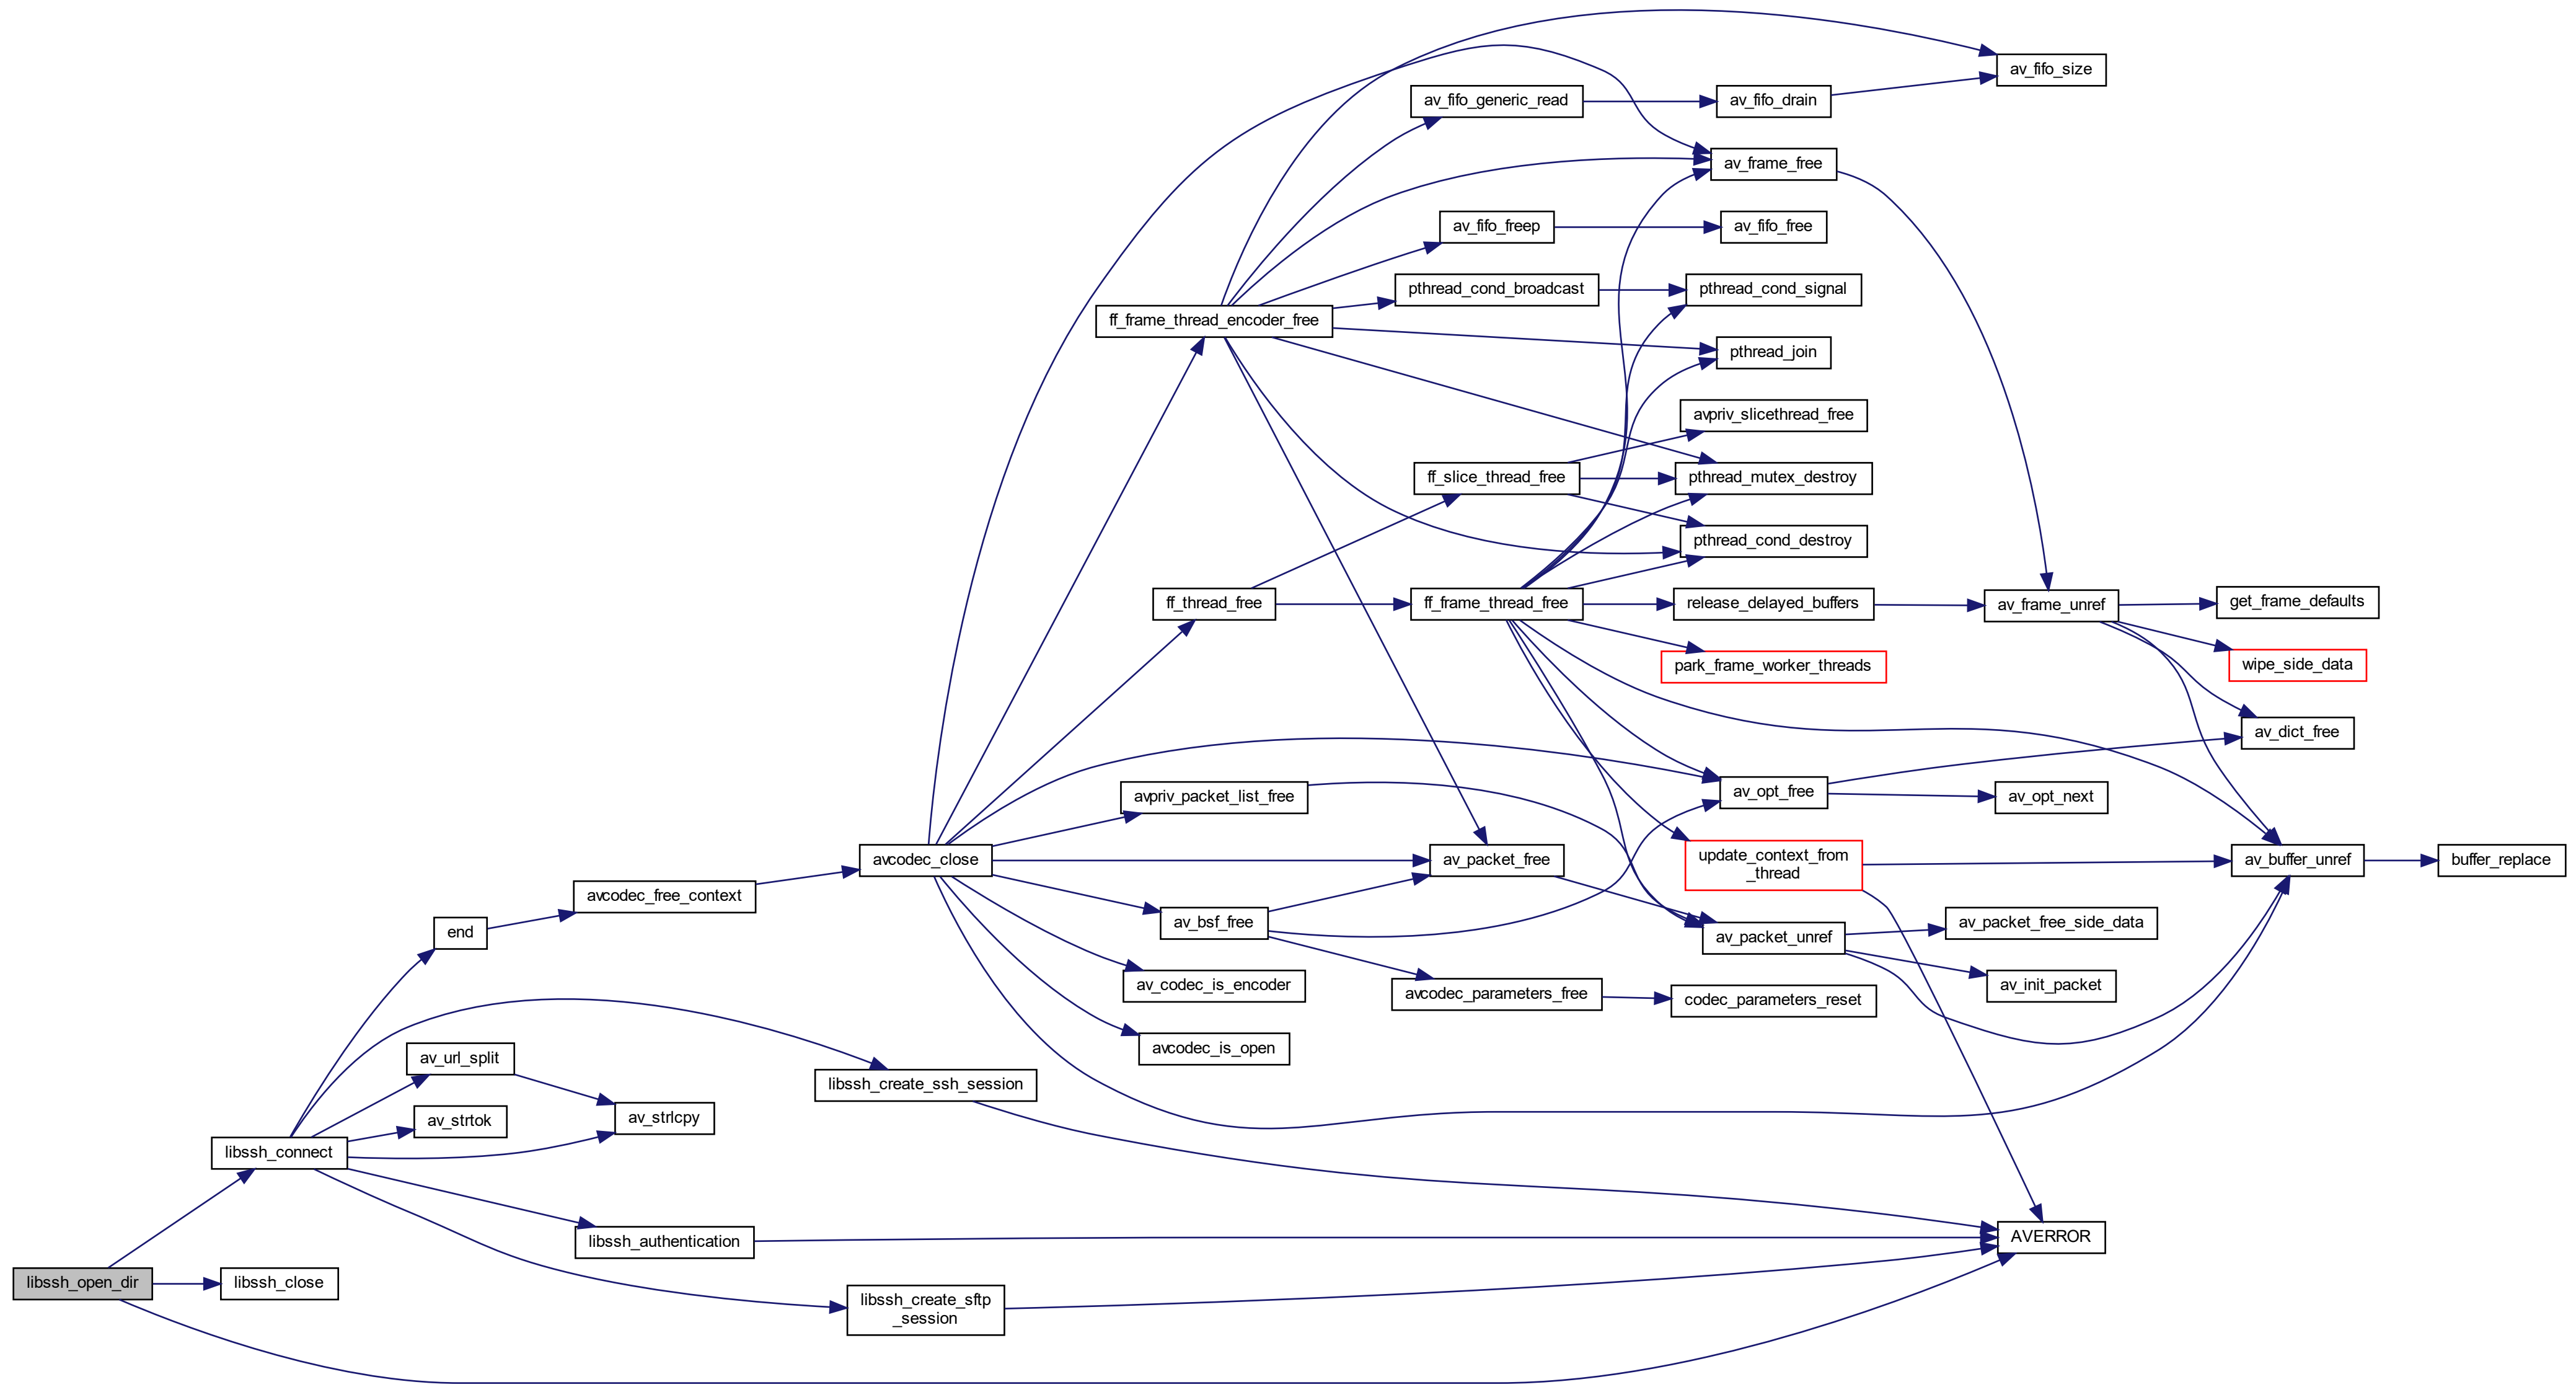 av_fifo_size
av_fifo_generic_read
av_fifo_drain
av_frame_free
av_fifo_freep
av_fifo_free
pthread_cond_broadcast
pthread_cond_signal
ff_frame_thread_encoder_free
pthread_join
avpriv_slicethread_free
ff_slice_thread_free
pthread_mutex_destroy
pthread_cond_destroy
ff_thread_free
ff_frame_thread_free
release_delayed_buffers
av_frame_unref
get_frame_defaults
park_frame_worker_threads
wipe_side_data
av_dict_free
avpriv_packet_list_free
av_opt_free
av_opt_next
avcodec_close
av_packet_free
update_context_from
_thread
av_buffer_unref
buffer_replace
avcodec_free_context
end
av_bsf_free
av_packet_unref
av_packet_free_side_data
av_codec_is_encoder
avcodec_parameters_free
codec_parameters_reset
av_init_packet
avcodec_is_open
av_url_split
libssh_create_ssh_session
av_strtok
av_strlcpy
libssh_connect
libssh_authentication
AVERROR
libssh_open_dir
libssh_close
libssh_create_sftp
_session